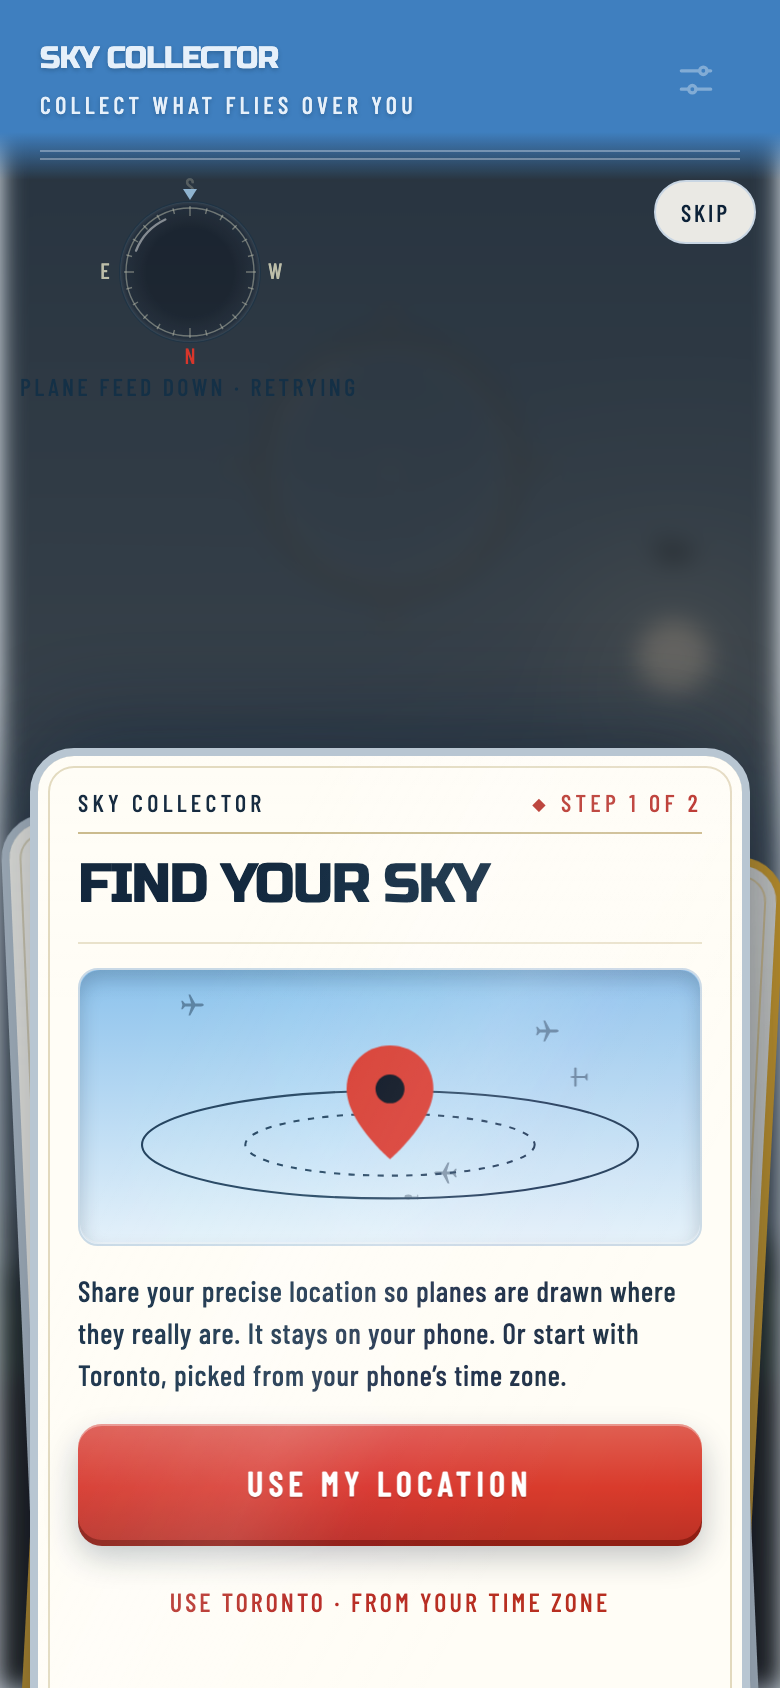 SKY COLLECTOR
COLLECT WHAT FLIES OVER YOU
SKIP
S
E
W
N
PLANE FEED DOWN · RETRYING
SKY COLLECTOR
◆ STEP 1 OF 2
FIND YOUR SKY
Share your precise location so planes are drawn where
they really are. It stays on your phone. Or start with
Toronto, picked from your phone’s time zone.
USE MY LOCATION
USE TORONTO · FROM YOUR TIME ZONE